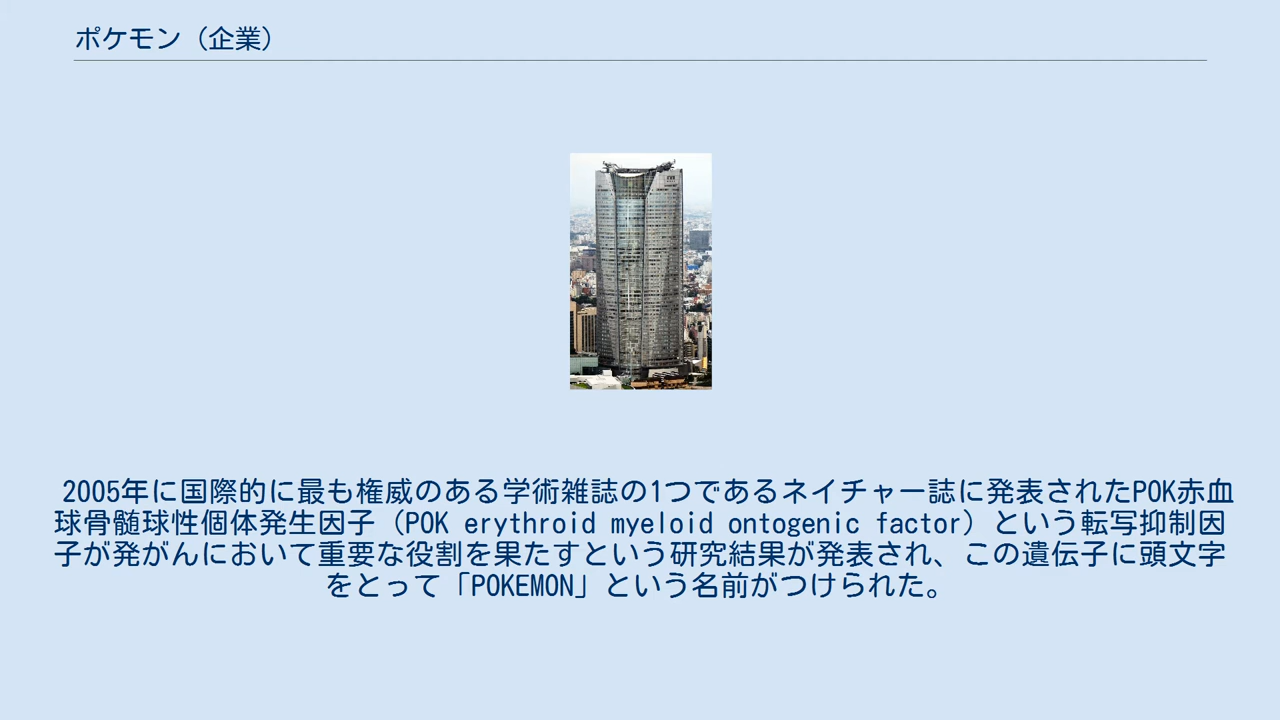 ポケモン（企業）
2005年に国際的に最も権威のある学術雑誌の1つであるネイチャー誌に発表されたPOK赤血
球骨髄球性個体発生因子（POK erythroid myeloid ontogenic factor）という転写抑制因
子が発がんにおいて重要な役割を果たすという研究結果が発表され、この遺伝子に頭文字
をとって「POKEMON」という名前がつけられた。